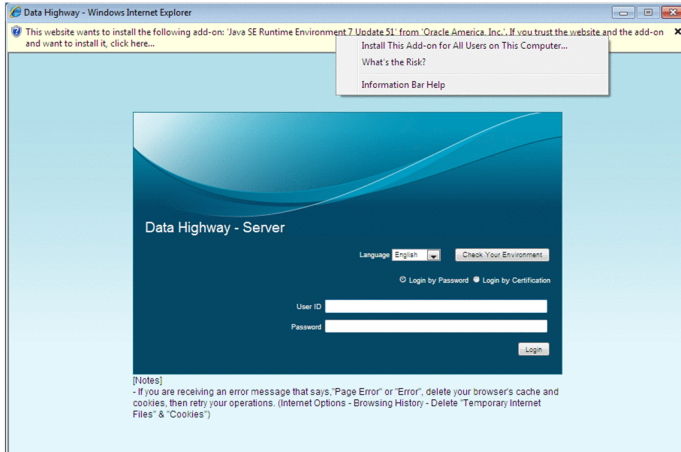 Data Highway - Windows Internet Explorer
This website wants to install the following add-on: 'Java SE Runtime Environment 7 Update 51' from 'Oracle America, Inc.'. If you trust the website and the add-on
and want to install it, click here...
Install This Add-on for All Users on This Computer...
What's the Risk?
Information Bar Help
Data Highway - Server
Language English Check Your Environment
Login by Password Login by Certification
User ID
Password
Login
[Notes]
- If you are receiving an error message that says,"Page Error" or "Error", delete your browser's cache and
cookies, then retry your operations. (Internet Options - Browsing History - Delete "Temporary Internet
Files" & "Cookies")